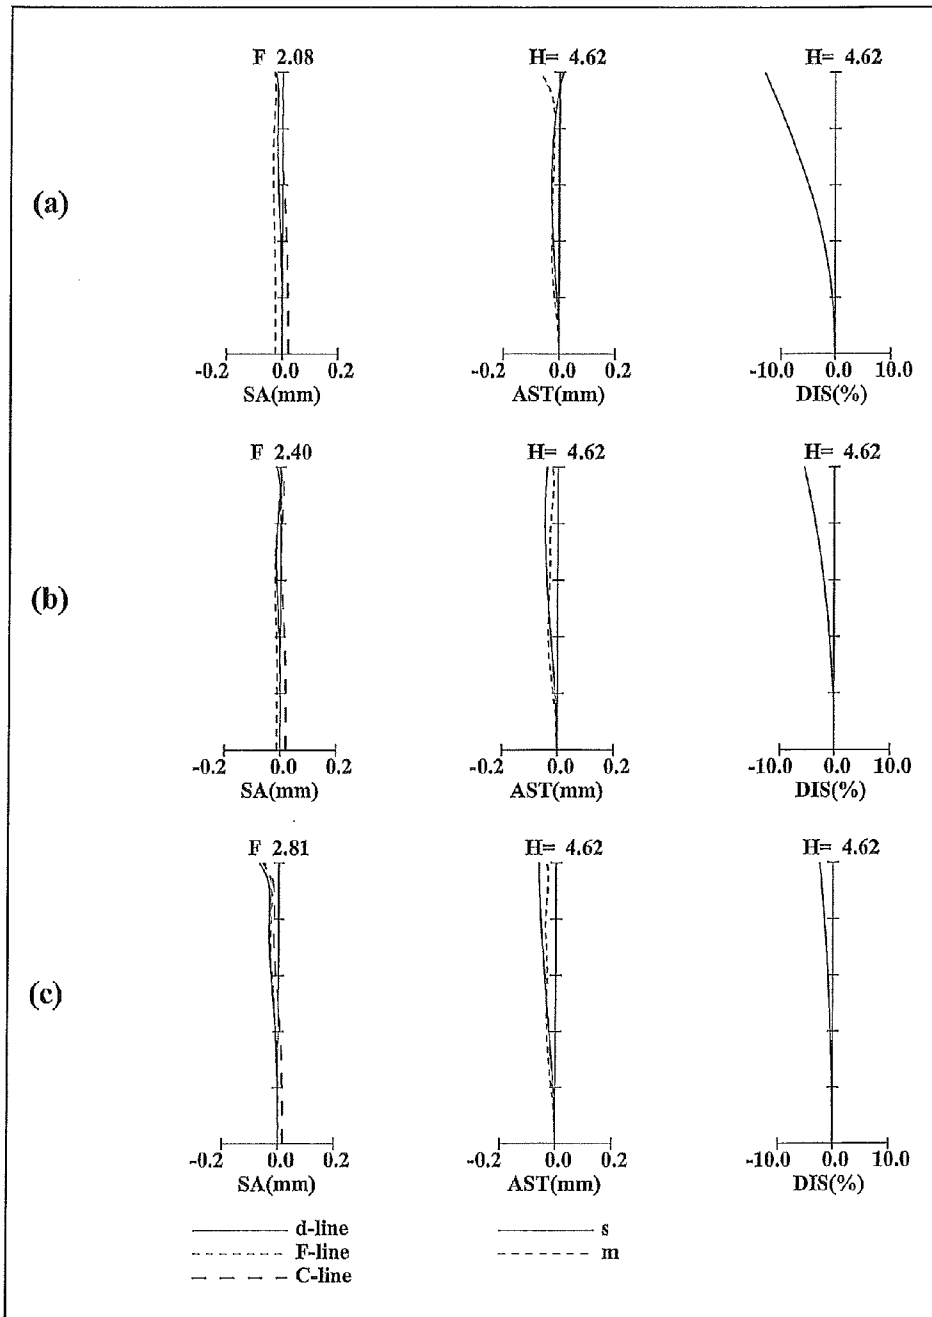 F 2.08 H= 4.62 H= 4.62
(a)
-0.2 0.0 0.2 -0.2 0.0 0.2 -10.0 0.0 10.0
SA(mm) AST(mm) DIS(%)
F 2.40 H= 4.62 H= 4.62
(b)
-0.2 0.0 0.2 -0.2 0.0 0.2 -10.0 0.0 10.0
SA(mm) AST(mm) DIS(%)
F 2.81 H= 4.62 H= 4.62
(c)
-0.2 0.0 0.2 -0.2 0.0 0.2 -10.0 0.0 10.0
SA(mm) AST(mm) DIS(%)
d-line s
F-line m
C-line